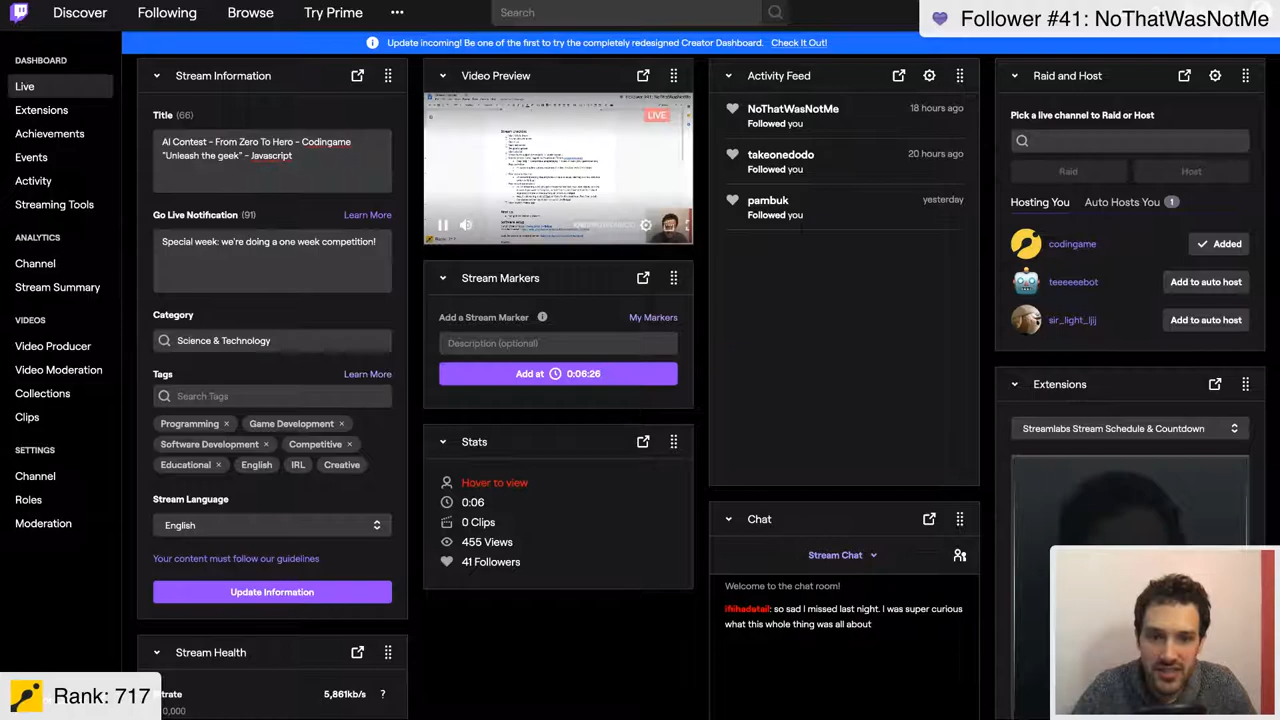 Discover
Following
Browse
Try Prime
Search
Follower #41: NoThatWasNotMe
Update incoming! Be one of the first to try the completely redesigned Creator Dashboard. Check It Out!
DASHBOARD
Live
Extensions
Achievements
Events
Activity
Streaming Tools
ANALYTICS
Channel
Stream Summary
VIDEOS
Video Producer
Video Moderation
Collections
Clips
SETTINGS
Channel
Roles
Moderation
Stream Information
Title (66)
AI Contest - From Zero to Hero - Codingame
- "Unleash the geek
Go Live Notification (91) Learn More
Category
Science & Technology
Tags Learn More
Search Tags
Programming × Game Development ×
Software Development × Competitive ×
Educational × English IRL Creative
Stream Language
English
Your content must follow our guidelines
Update Information
Stream Health
5,861kb/s ?
Rank: 717
Video Preview
LIVE
Stream Markers
Add a Stream Marker My Markers
Description (optional)
Add at 0:06:26
Stats
Hover to view
0:06
0 Clips
455 Views
41 Followers
Activity Feed
NoThatWasNotMe 18 hours ago
Followed you
takeonedodo 20 hours ago
Followed you
pambuk yesterday
Followed you
Chat
Stream Chat
Welcome to the chat room!
so sad I missed last night. I was super curious
what this whole thing was all about
Raid and Host
Pick a live channel to Raid or Host
Raid Host
Hosting You Auto Hosts You 1
codingame Added
teeeeeebot Add to auto host
sir_light_ljij Add to auto host
Extensions
Streamlabs Stream Schedule & Countdown